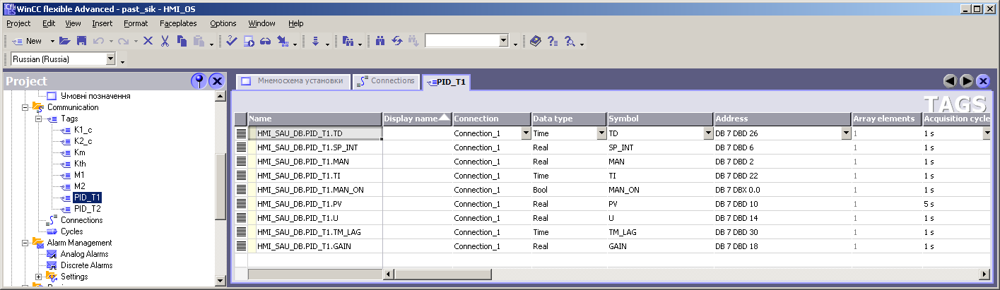 WinCC flexible Advanced - past_sik - HMI_OS
Project Edit View Insert Format Faceplates Options Window Help
New
Russian (Russia)
Project
Умовні позначення
Communication
Tags
K1_c
K2_c
Km
Kth
M1
M2
PID_T1
PID_T2
Connections
Cycles
Alarm Management
Analog Alarms
Discrete Alarms
Settings
Мнемосхема установки Connections PID_T1
TAGS
Name Display name Connection Data type Symbol Address Array elements Acquisition cycle
HMI_SAU_DB.PID_T1.TD Connection_1 Time TD DB 7 DBD 26 1 1 s
HMI_SAU_DB.PID_T1.SP_INT Connection_1 Real SP_INT DB 7 DBD 6 1 1 s
HMI_SAU_DB.PID_T1.MAN Connection_1 Real MAN DB 7 DBD 2 1 1 s
HMI_SAU_DB.PID_T1.TI Connection_1 Time TI DB 7 DBD 22 1 1 s
HMI_SAU_DB.PID_T1.MAN_ON Connection_1 Bool MAN_ON DB 7 DBX 0.0 1 1 s
HMI_SAU_DB.PID_T1.PV Connection_1 Real PV DB 7 DBD 10 1 5 s
HMI_SAU_DB.PID_T1.U Connection_1 Real U DB 7 DBD 14 1 1 s
HMI_SAU_DB.PID_T1.TM_LAG Connection_1 Time TM_LAG DB 7 DBD 30 1 1 s
HMI_SAU_DB.PID_T1.GAIN Connection_1 Real GAIN DB 7 DBD 18 1 1 s